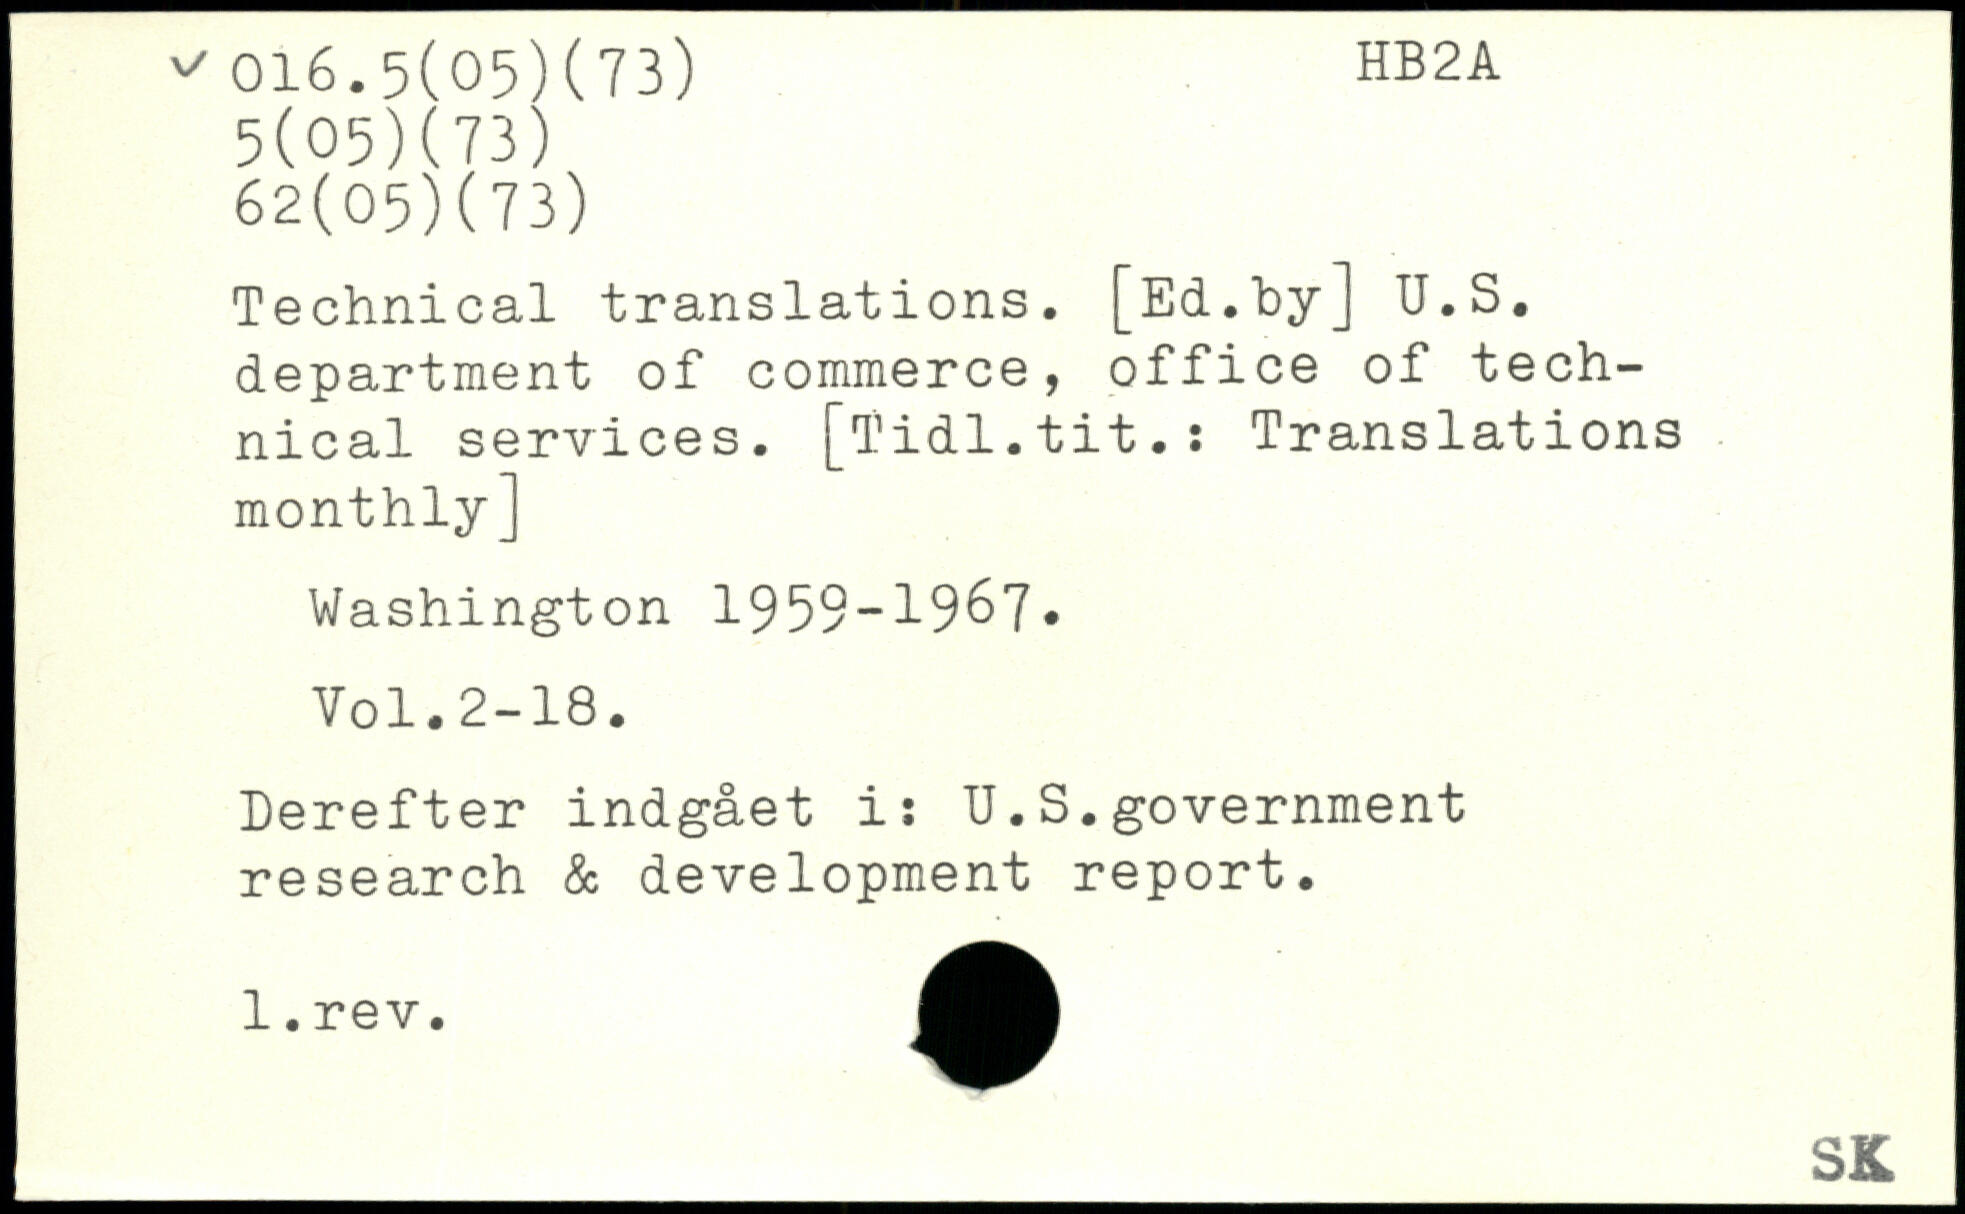 ✓ 016.5(05)(73) HB2A
5(05)(73)
62(05)(73)
Technical translations. [Ed.by] U.S.
department of commerce, office of tech-
nical services. [Tidl.tit.: Translations
monthly]
Washington 1959-1967.
Vol.2-18.
Derefter indgået i: U.S.government
research & development report.
1.rev.
SK